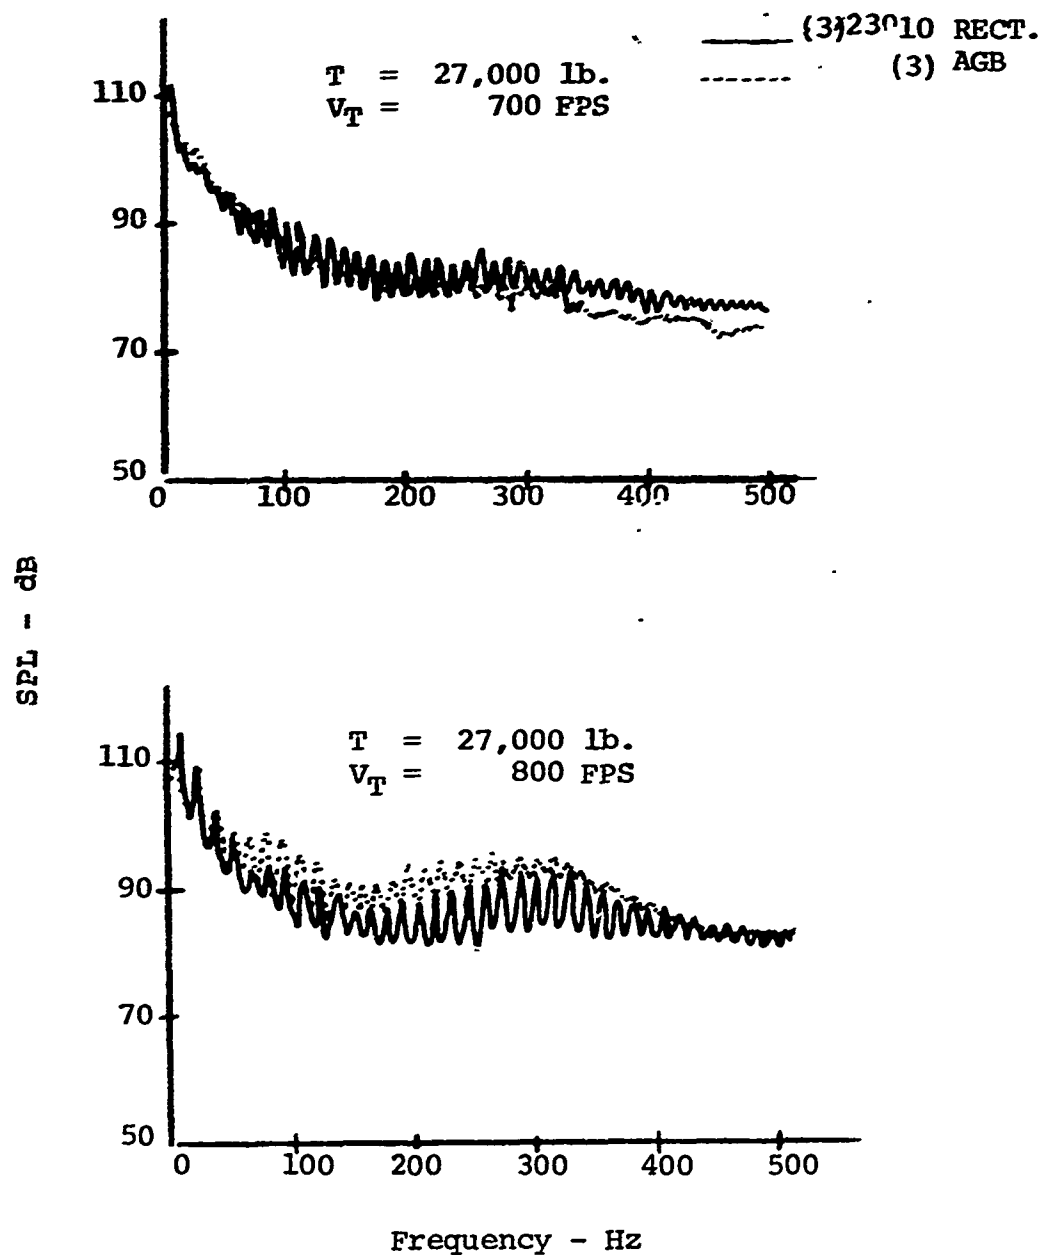 (3)23010 RECT.
(3) AGB
T = 27,000 lb.
VT = 700 FPS
110
90
70
50
0 100 200 300 400 500
SPL - dB
T = 27,000 lb.
VT = 800 FPS
110
90
70
50
0 100 200 300 400 500
Frequency - Hz